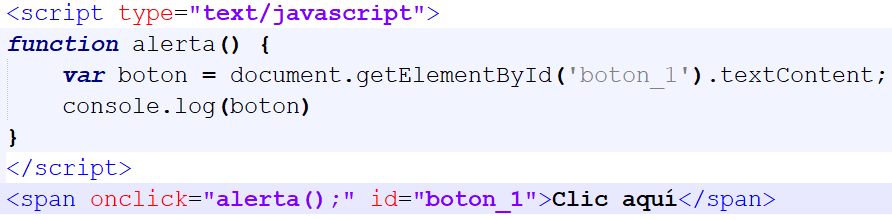 <script type="text/javascript">
function alerta() {
    var boton = document.getElementById('boton_1').textContent;
    console.log(boton)
}
</script>
<span onclick="alerta();" id="boton_1">Clic aquí</span>